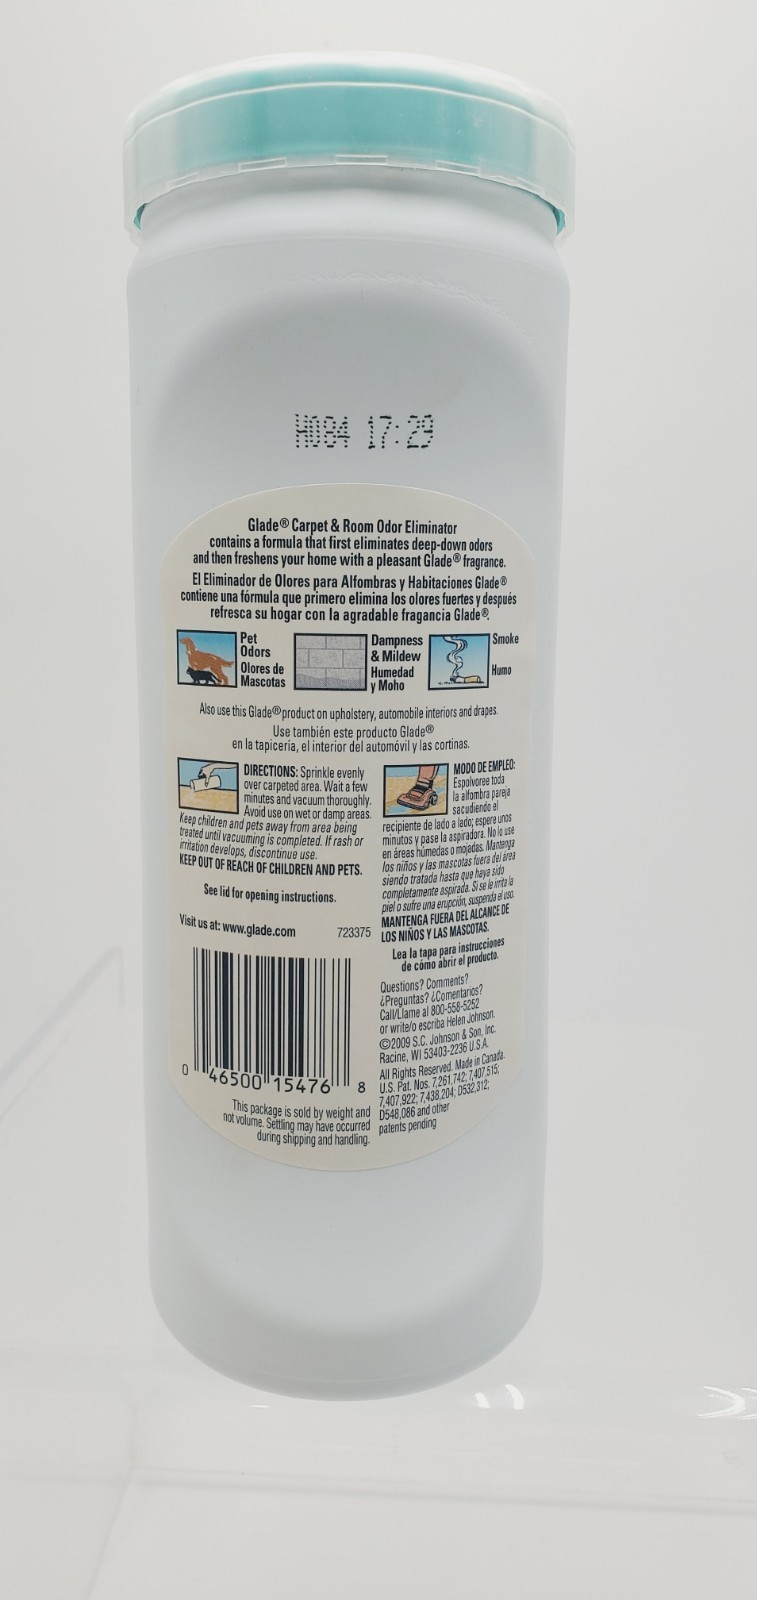 H084 17:29
Glade® Carpet & Room Odor Eliminator
contains a formula that first eliminates deep-down odors
and then freshens your home with a pleasant Glade® fragrance.
El Eliminador de Olores para Alfombras y Habitaciones Glade®
contiene una fórmula que primero elimina los olores fuertes y después
refresca su hogar con la agradable fragancia Glade®.
Pet
Odors
Olores de
Mascotas
Dampness
& Mildew
Humedad
y Moho
Smoke
Humo
Also use this Glade® product on upholstery, automobile interiors and drapes.
Use también este producto Glade®
en la tapicería, el interior del automóvil y las cortinas.
DIRECTIONS: Sprinkle evenly
over carpeted area. Wait a few
minutes and vacuum thoroughly.
Avoid use on wet or damp areas.
Keep children and pets away from area being
treated until vacuuming is completed. If rash or
irritation develops, discontinue use.
KEEP OUT OF REACH OF CHILDREN AND PETS.
See lid for opening instructions.
Visit us at: www.glade.com 723375
0 46500 15476 8
This package is sold by weight and
not volume. Settling may have occurred
during shipping and handling.
MODO DE EMPLEO:
Espolvoree toda
la alfombra pareja
sacudiendo el
recipiente de lado a lado; espere unos
minutos y pase la aspiradora. No lo use
en áreas húmedas o mojadas. Mantenga
los niños y las mascotas fuera del área
siendo tratada hasta que haya sido
completamente aspirada. Si se le irrita la
piel o sufre una erupción, suspenda el uso.
MANTENGA FUERA DEL ALCANCE DE
LOS NIÑOS Y LAS MASCOTAS.
Lea la tapa para instrucciones
de cómo abrir el producto.
Questions? Comments?
¿Preguntas? ¿Comentarios?
Call/Llame al 800-558-5252
or write/o escriba Helen Johnson.
©2009 S.C. Johnson & Son, Inc.
Racine, WI 53403-2236 U.S.A.
All Rights Reserved. Made in Canada.
U.S. Pat. Nos. 7,261,742; 7,407,515;
7,407,922; 7,438,204; D532,312;
D548,086 and other
patents pending